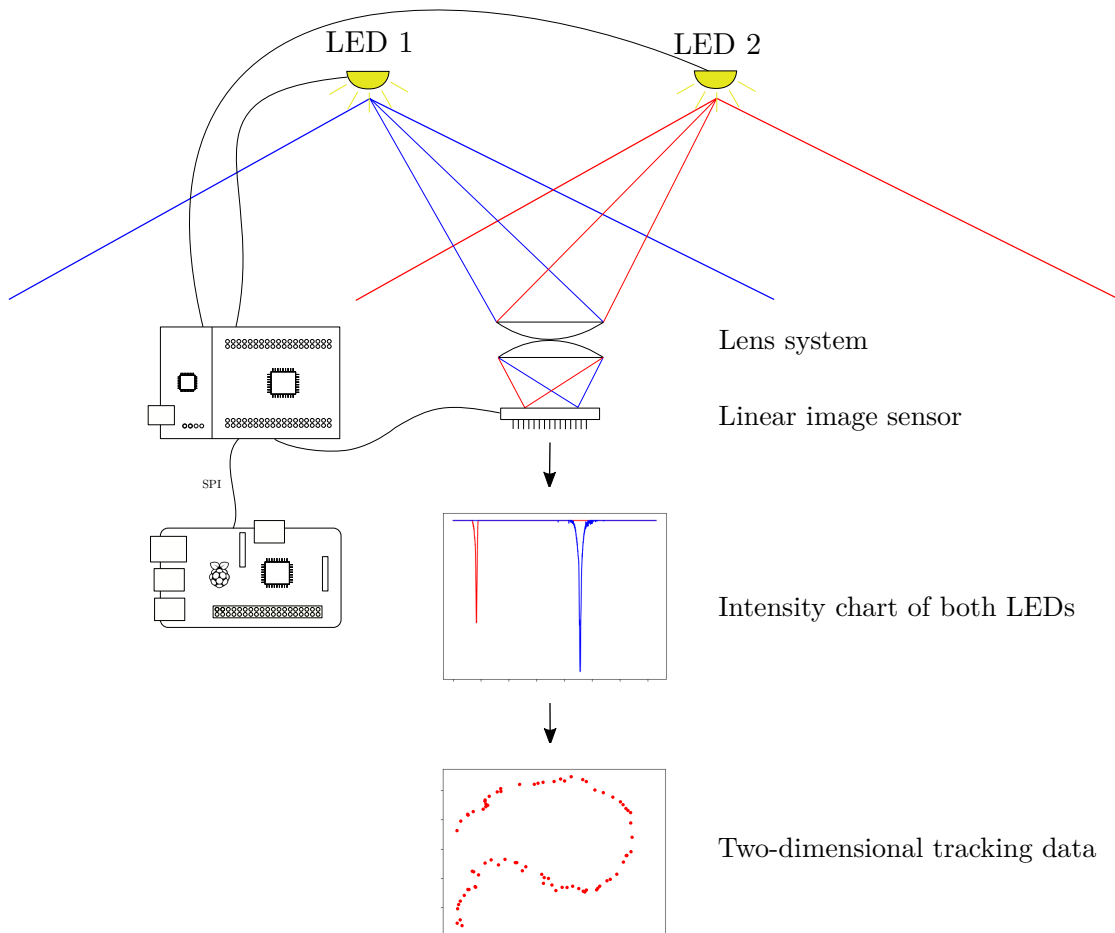 LED 1
LED 2
Lens system
Linear image sensor
SPI
Intensity chart of both LEDs
Two-dimensional tracking data